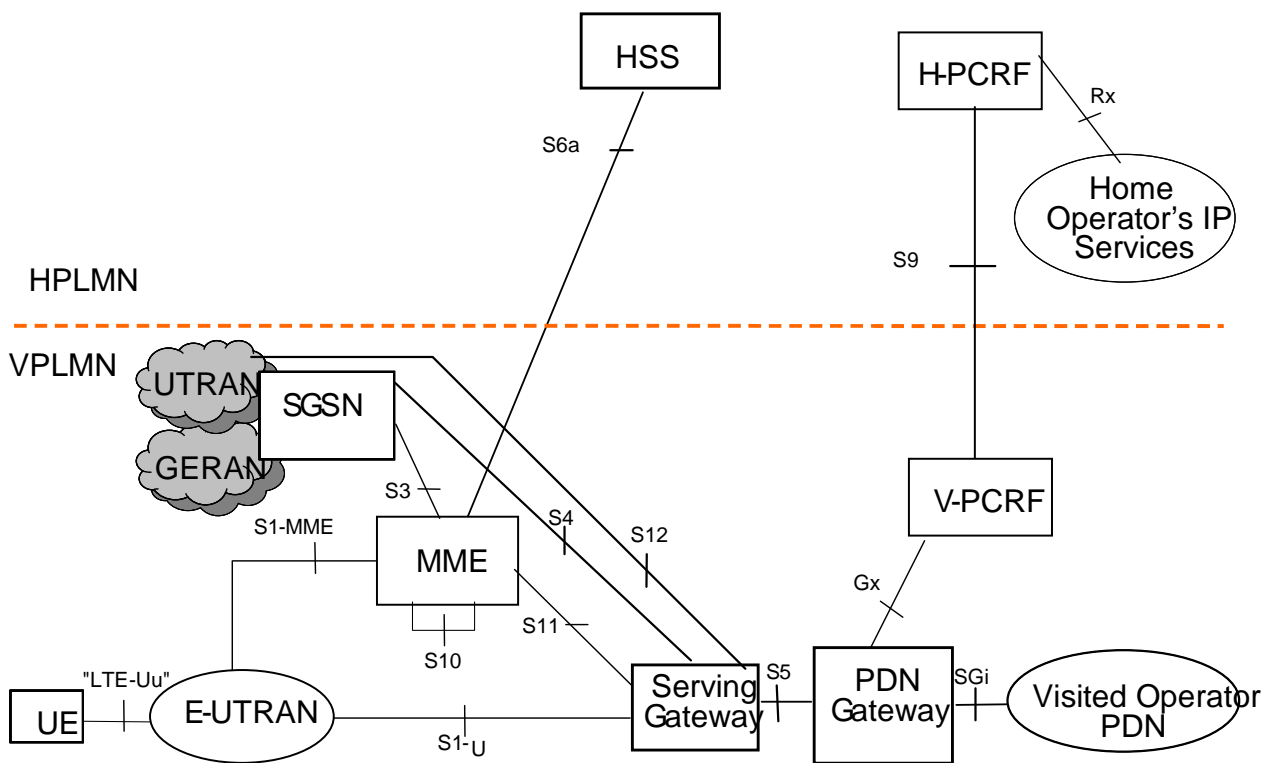 HSS
H-PCRF
Rx
S6a
Home
Operator's IP
Services
S9
HPLMN
VPLMN
UTRAN
SGSN
GERAN
V-PCRF
S3
S4
S12
S1-MME
MME
Gx
S11
S10
"LTE-Uu"
S5
SGi
UE
E-UTRAN
S1-U
Serving
Gateway
PDN
Gateway
Visited Operator
PDN